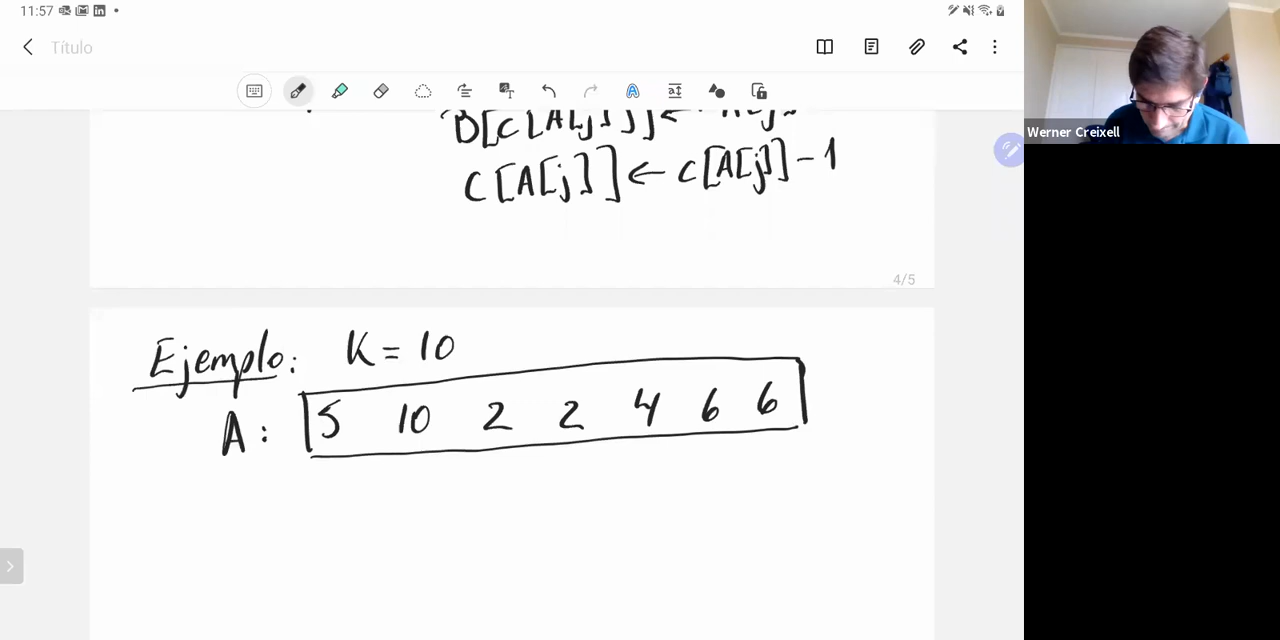 11:57
Título
B[C[A[j]]]←
C[A[j]]←C[A[j]]-1
4/5
Ejemplo: K=10
A: 5 10 2 2 4 6 6
Werner Creixell